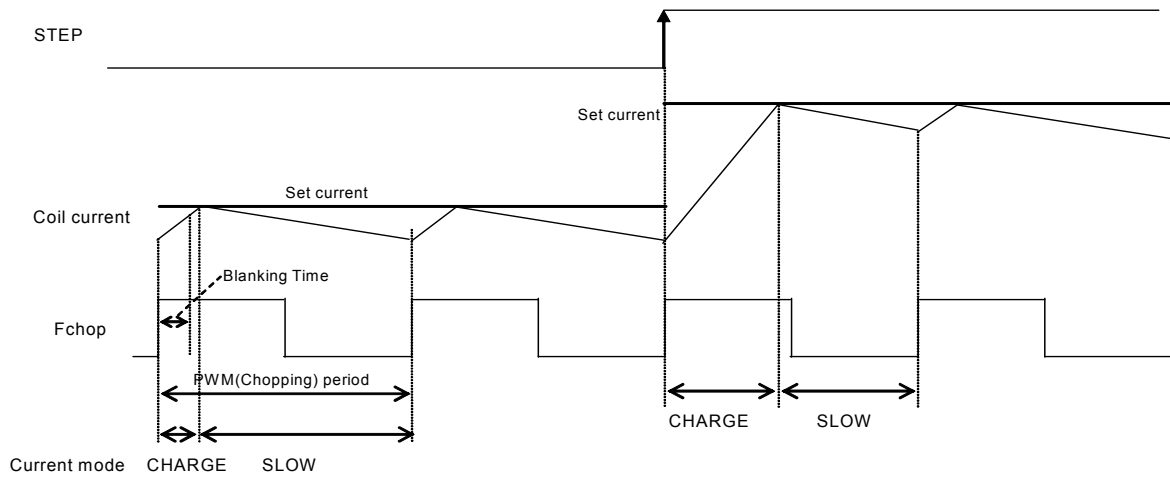 STEP
Set current
Set current
Coil current
Blanking Time
Fchop
PWM(Chopping) period
CHARGE SLOW
Current mode CHARGE SLOW